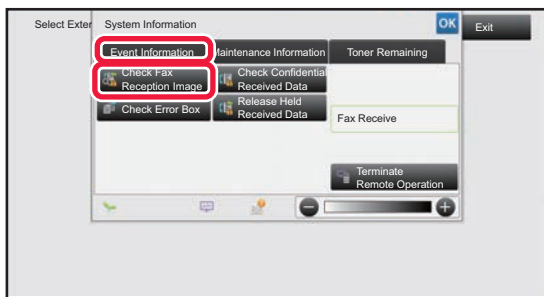 Select Exter
System Information
OK
Exit
Event Information
Maintenance Information
Toner Remaining
Check Fax
Reception Image
Check Confidential
Received Data
Check Error Box
Release Held
Received Data
Fax Receive
Terminate
Remote Operation